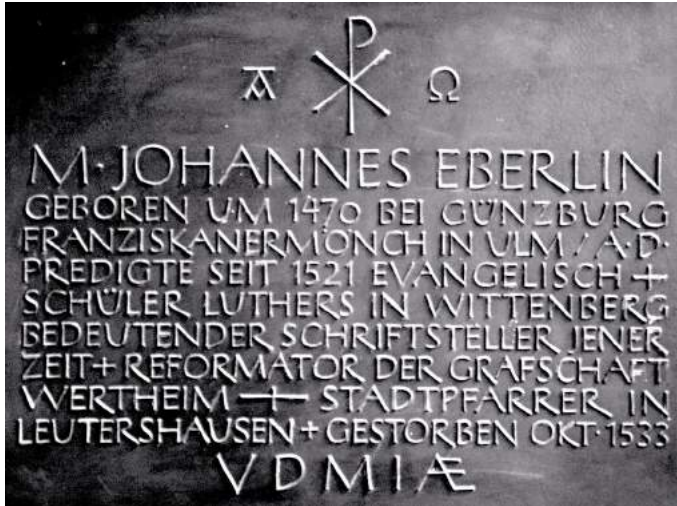 A ☧ Ω
M·JOHANNES EBERLIN
GEBOREN UM 1470 BEI GÜNZBURG
FRANZISKANERMÖNCH IN ULM / A·D·
PREDIGTE SEIT 1521 EVANGELISCH +
SCHÜLER LUTHERS IN WITTENBERG
BEDEUTENDER SCHRIFTSTELLER JENER
ZEIT + REFORMATOR DER GRAFSCHAFT
WERTHEIM + STADTPFARRER IN
LEUTERSHAUSEN + GESTORBEN OKT·1533
V D M I Æ